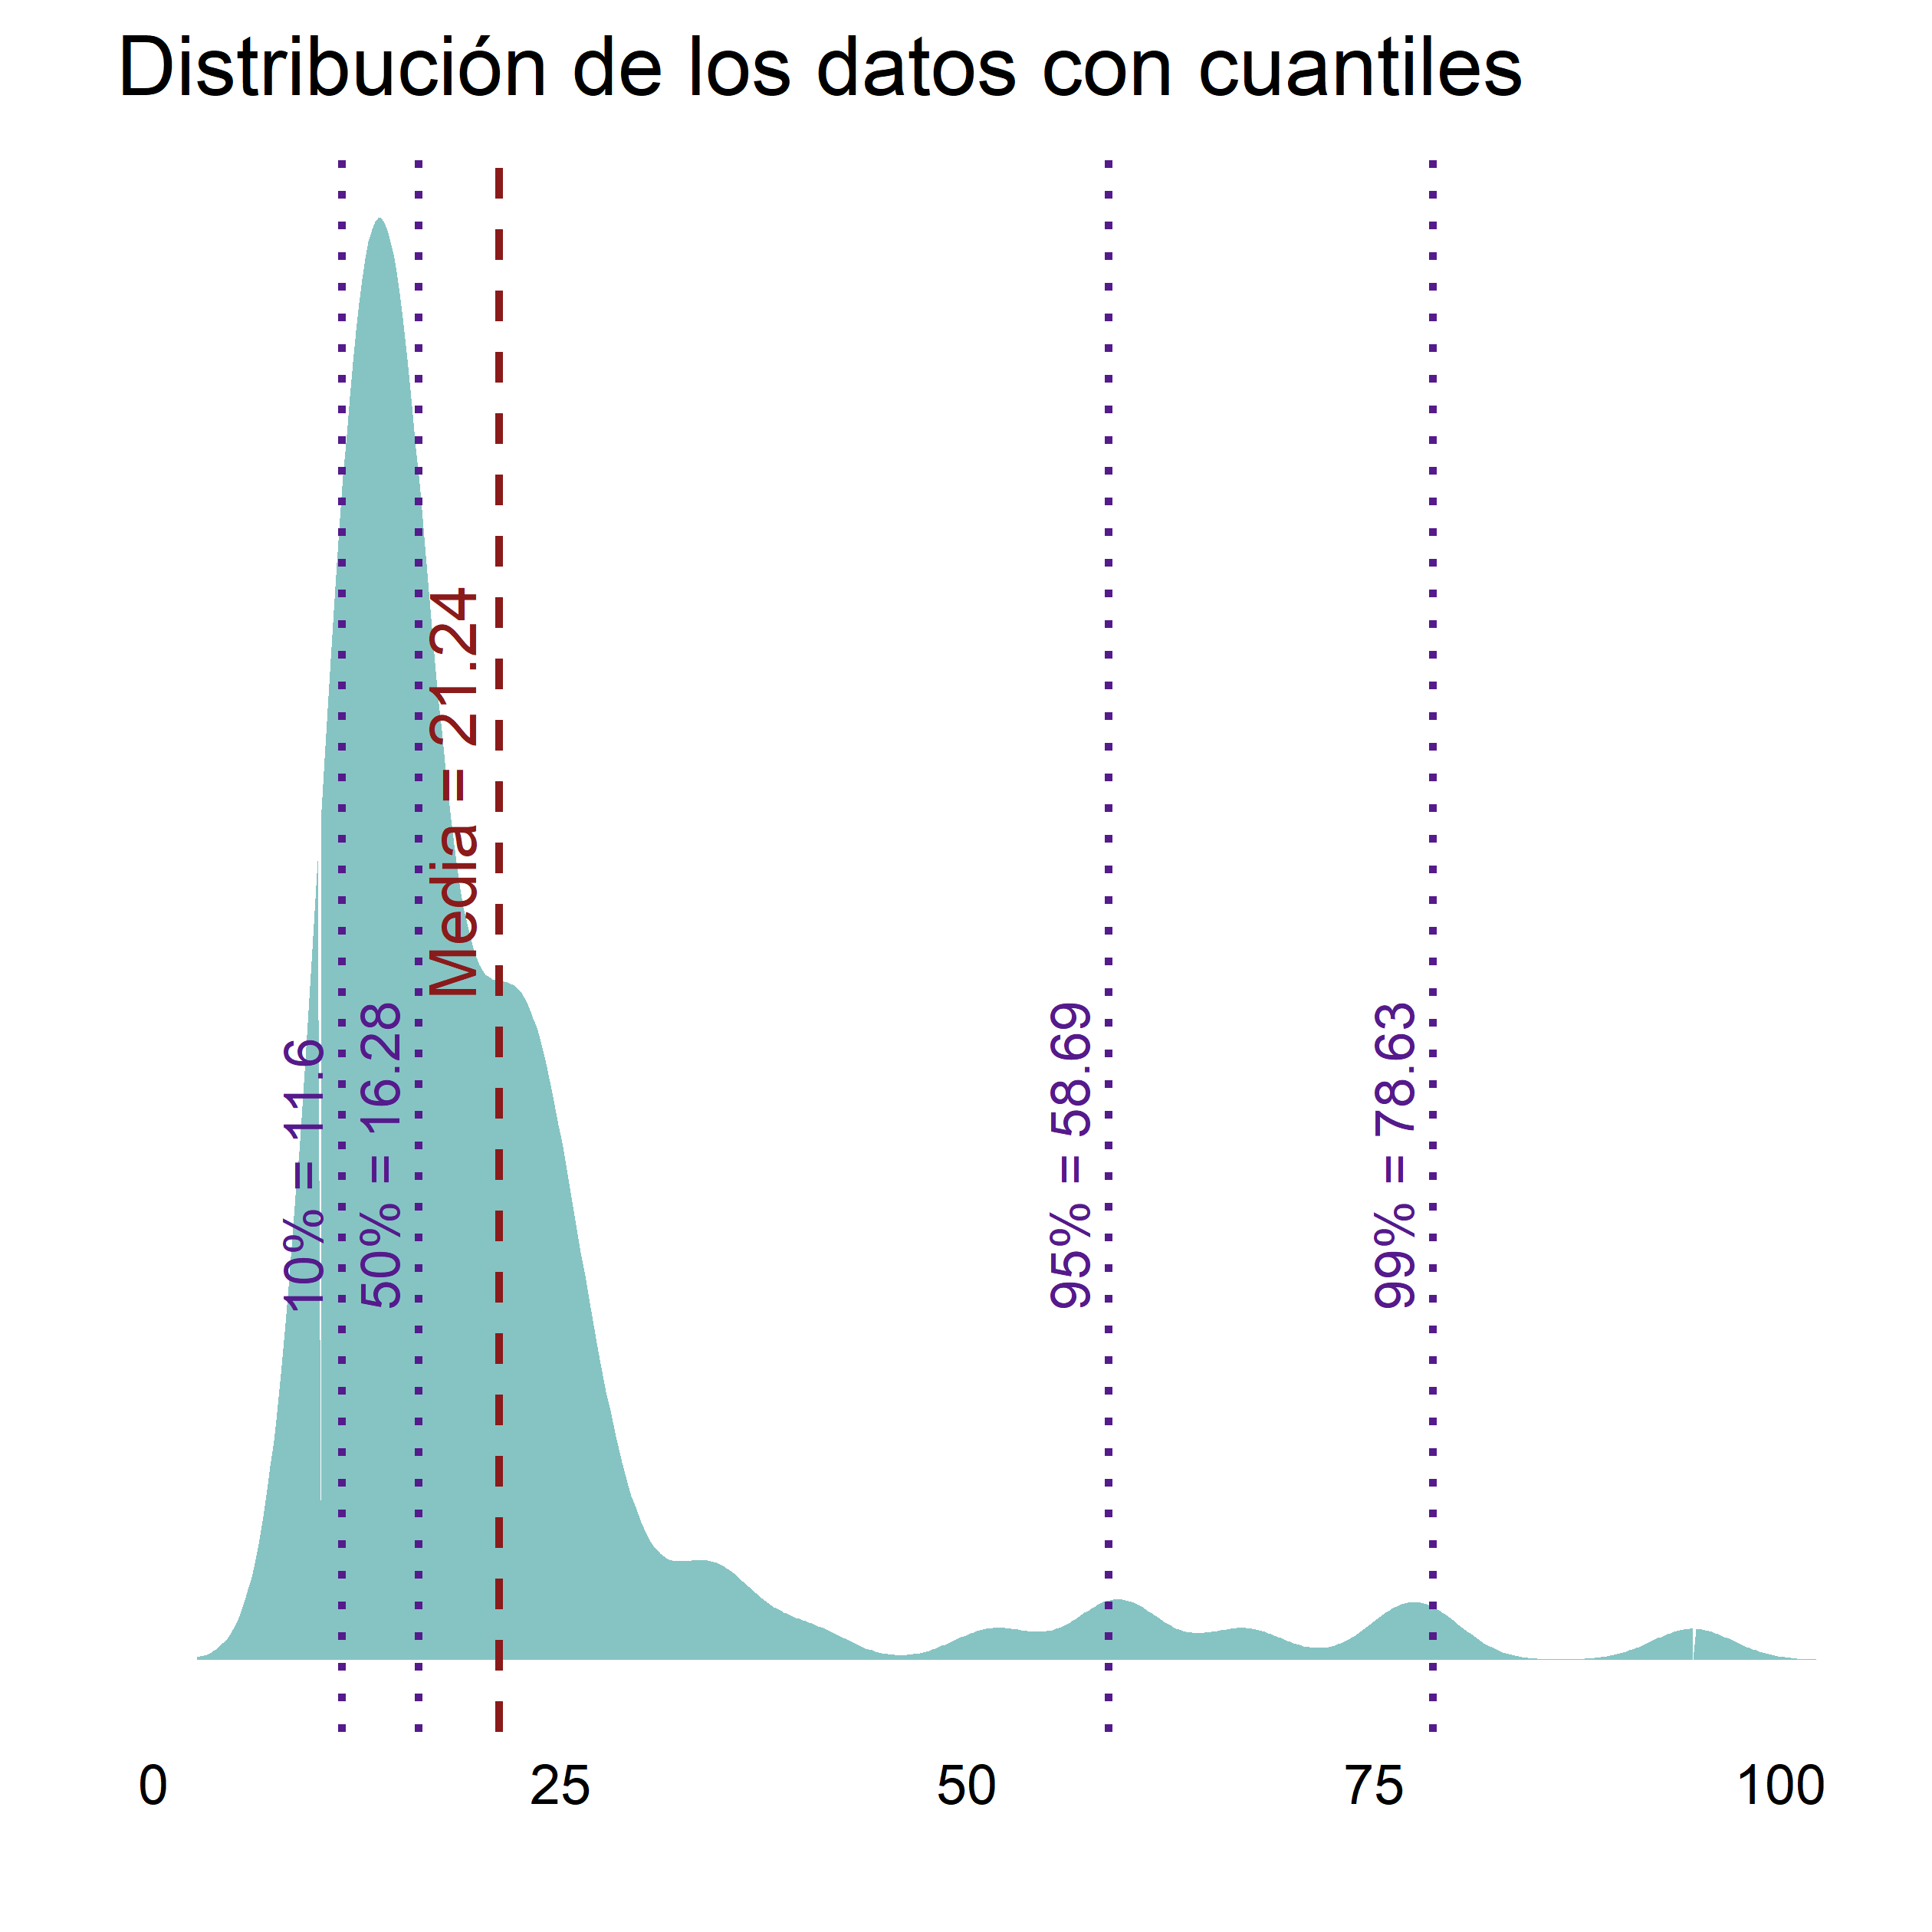 Distribución de los datos con cuantiles
10% = 11.6
50% = 16.28
Media = 21.24
95% = 58.69
99% = 78.63
0 25 50 75 100